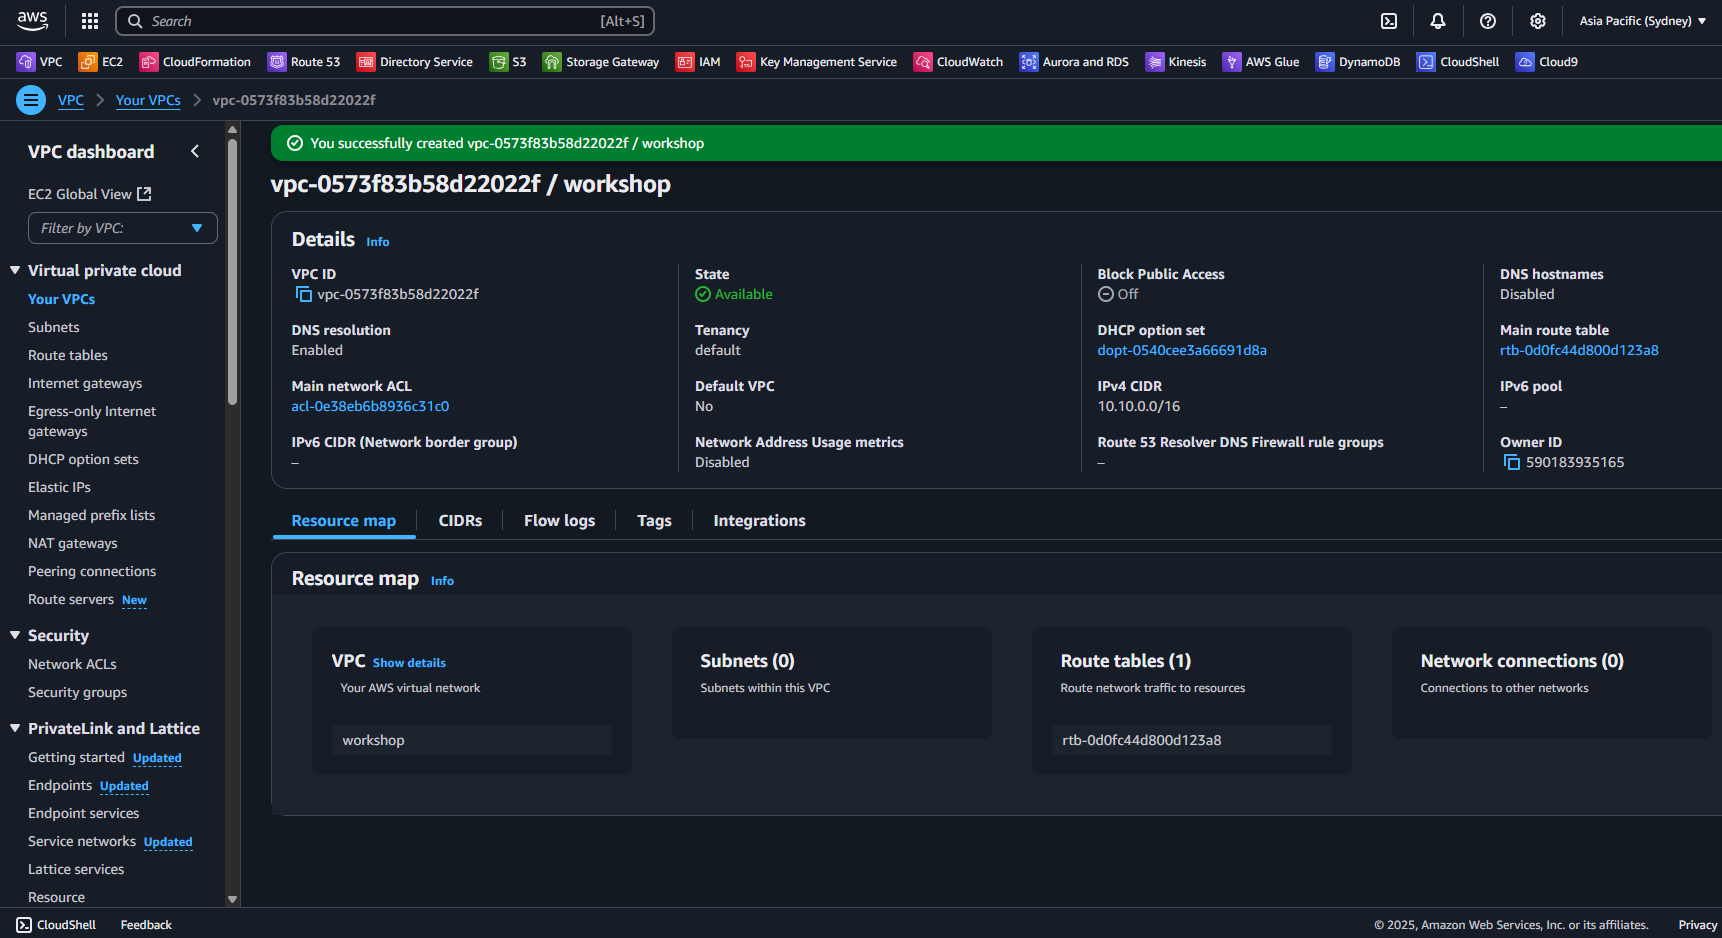 aws
Search [Alt+S]
Asia Pacific (Sydney)
VPC EC2 CloudFormation Route 53 Directory Service S3 Storage Gateway IAM Key Management Service CloudWatch Aurora and RDS Kinesis AWS Glue DynamoDB CloudShell Cloud9
VPC Your VPCs vpc-0573f83b58d22022f
VPC dashboard
EC2 Global View
Filter by VPC:
Virtual private cloud
Your VPCs
Subnets
Route tables
Internet gateways
Egress-only Internet
gateways
DHCP option sets
Elastic IPs
Managed prefix lists
NAT gateways
Peering connections
Route servers New
Security
Network ACLs
Security groups
PrivateLink and Lattice
Getting started Updated
Endpoints Updated
Endpoint services
Service networks Updated
Lattice services
Resource
You successfully created vpc-0573f83b58d22022f / workshop
vpc-0573f83b58d22022f / workshop
Details Info
VPC ID
vpc-0573f83b58d22022f
State
Available
Block Public Access
Off
DNS hostnames
Disabled
DNS resolution
Enabled
Tenancy
default
DHCP option set
dopt-0540cee3a66691d8a
Main route table
rtb-0d0fc44d800d123a8
Main network ACL
acl-0e38eb6b8936c31c0
Default VPC
No
IPv4 CIDR
10.10.0.0/16
IPv6 pool
–
IPv6 CIDR (Network border group)
–
Network Address Usage metrics
Disabled
Route 53 Resolver DNS Firewall rule groups
–
Owner ID
590183935165
Resource map CIDRs Flow logs Tags Integrations
Resource map Info
VPC Show details
Your AWS virtual network
workshop
Subnets (0)
Subnets within this VPC
Route tables (1)
Route network traffic to resources
rtb-0d0fc44d800d123a8
Network connections (0)
Connections to other networks
CloudShell Feedback
© 2025, Amazon Web Services, Inc. or its affiliates. Privacy